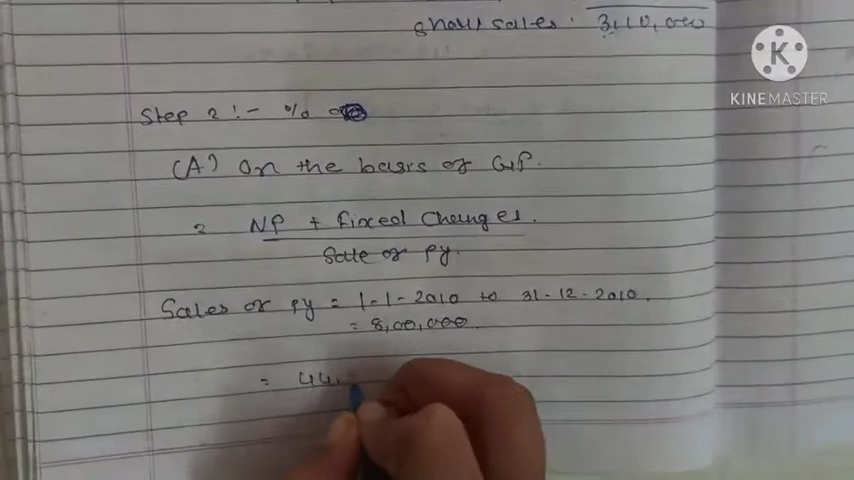 short sales. 3,10,000
K
KINEMASTER
Step 2 :- %
(A) On the basis of GP.
= NP + fixed Charges.
Sale of Py.
Sales of Py = 1-1-2010 to 31-12-2010.
= 8,00,000.
= 44,